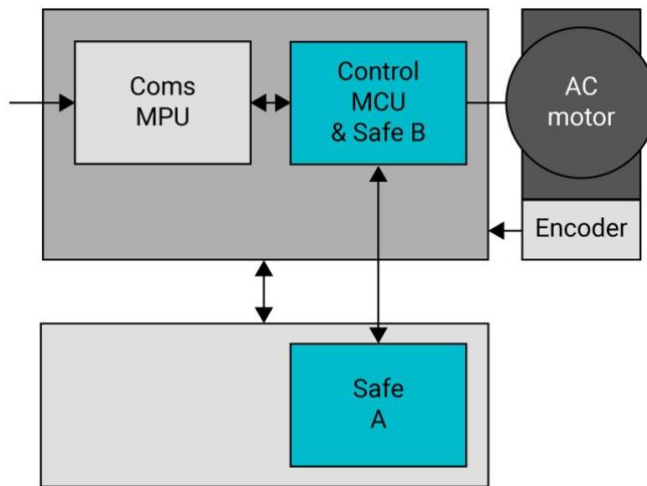 Coms
MPU
Control
MCU
& Safe B
AC
motor
Encoder
Safe
A